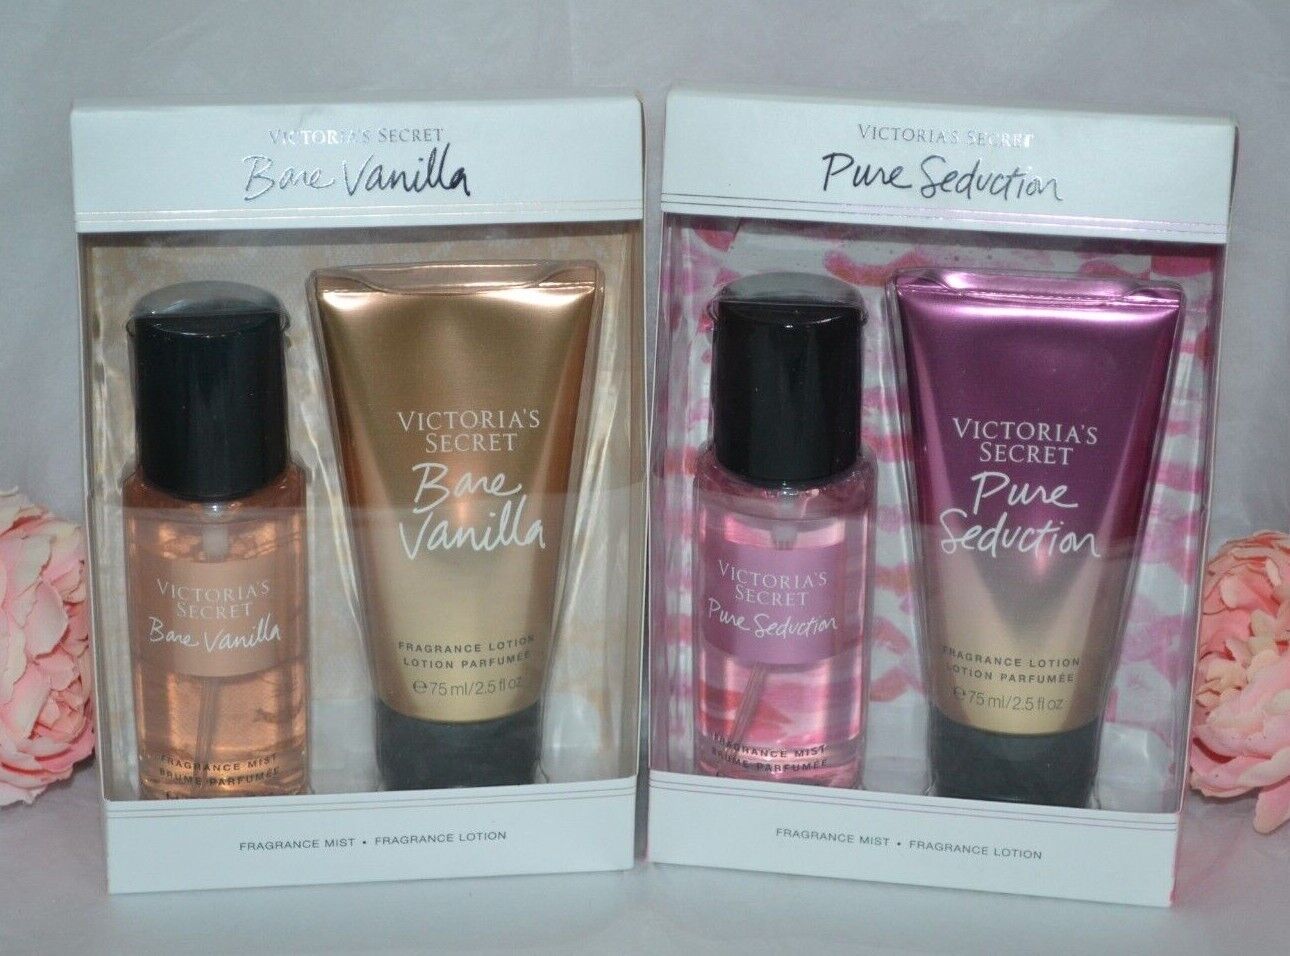 VICTORIA'S SECRET
Bare Vanilla
VICTORIA'S
SECRET
Bare
Vanilla
FRAGRANCE LOTION
LOTION PARFUMÉE
℮75 ml/2.5 fl oz
VICTORIA'S
SECRET
Bare Vanilla
FRAGRANCE MIST
BRUME PARFUMÉE
FRAGRANCE MIST • FRAGRANCE LOTION
VICTORIA'S SECRET
Pure Seduction
VICTORIA'S
SECRET
Pure
Seduction
FRAGRANCE LOTION
LOTION PARFUMÉE
℮75 ml/2.5 fl oz
VICTORIA'S
SECRET
Pure Seduction
FRAGRANCE MIST
BRUME PARFUMÉE
FRAGRANCE MIST • FRAGRANCE LOTION